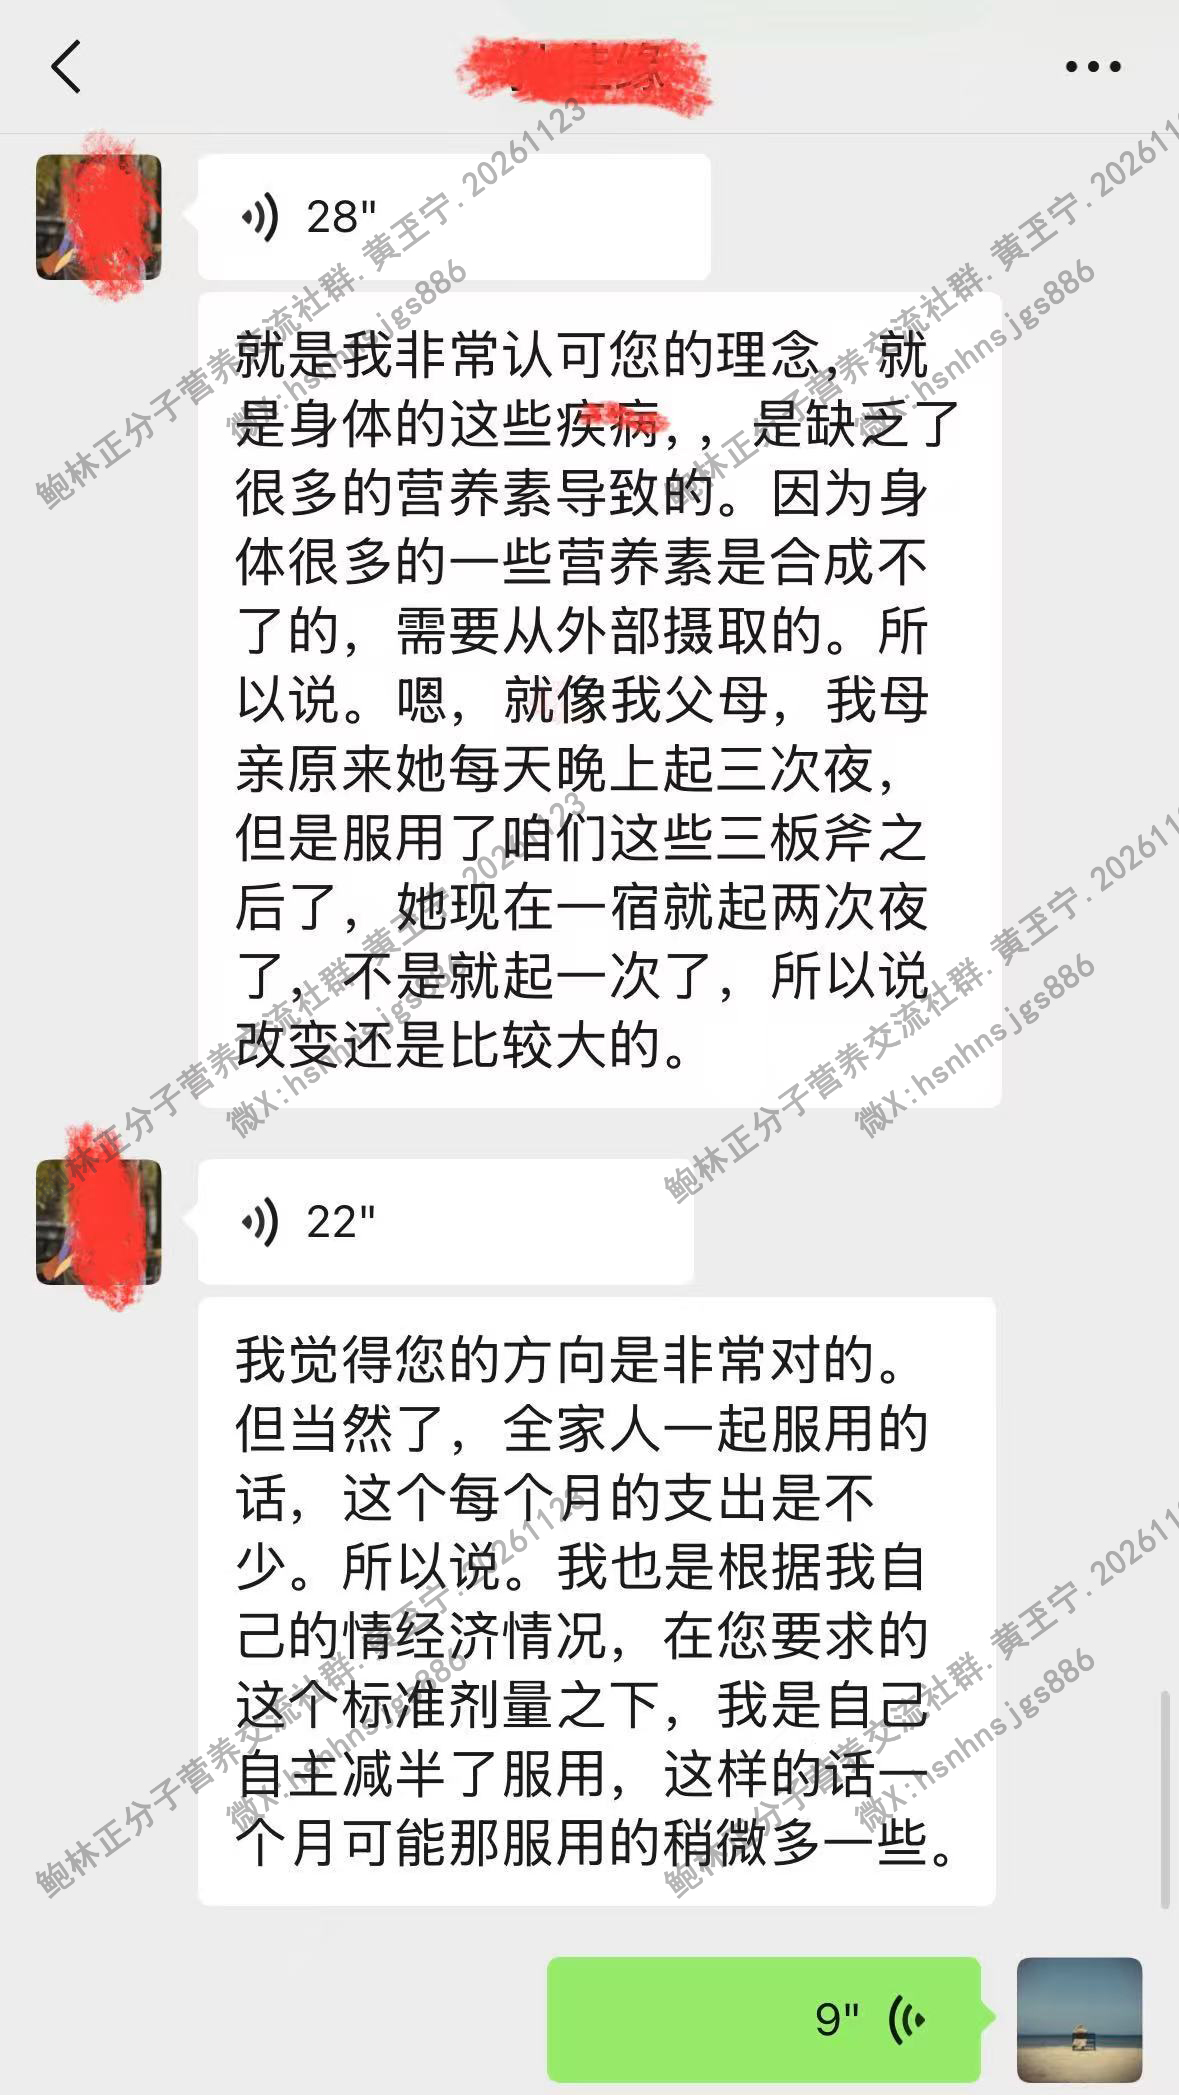 28"
就是我非常认可您的理念，就
是身体的这些疾病，，是缺乏了
很多的营养素导致的。因为身
体很多的一些营养素是合成不
了的，需要从外部摄取的。所
以说。嗯，就像我父母，我母
亲原来她每天晚上起三次夜，
但是服用了咱们这些三板斧之
后了，她现在一宿就起两次夜
了，不是就起一次了，所以说
改变还是比较大的。
22"
我觉得您的方向是非常对的。
但当然了，全家人一起服用的
话，这个每个月的支出是不
少。所以说。我也是根据我自
己的情经济情况，在您要求的
这个标准剂量之下，我是自己
自主减半了服用，这样的话一
个月可能那服用的稍微多一些。
9"
鲍林正分子营养交流社群.黄玊宁.20261123
微X:hsnhnsjgs886